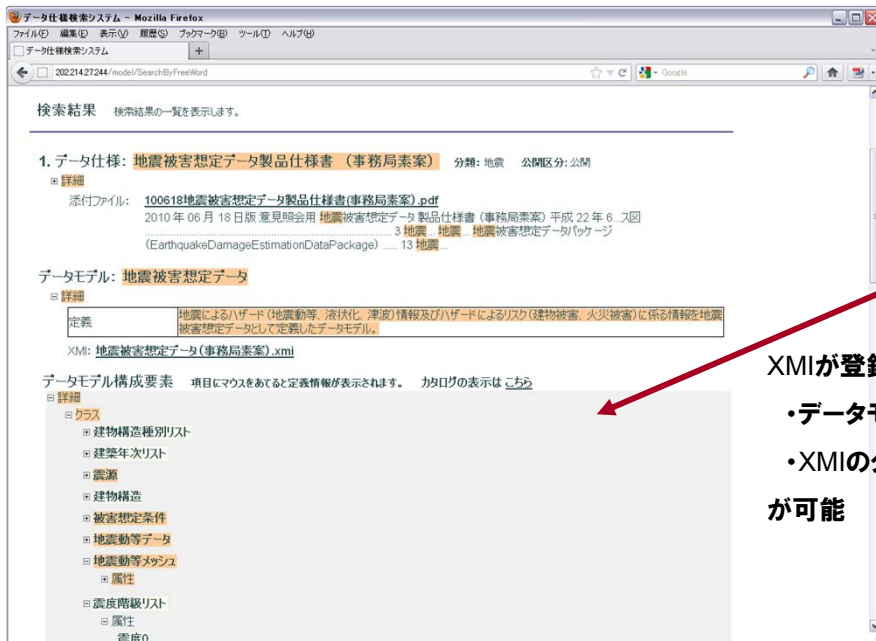 データ仕様検索システム - Mozilla Firefox
ファイル(F) 編集(E) 表示(V) 履歴(S) ブックマーク(B) ツール(T) ヘルプ(H)
データ仕様検索システム +
202.214.27.244/model/SearchByFreeWord Google
検索結果 検索結果の一覧を表示します。
1. データ仕様: 地震被害想定データ製品仕様書 (事務局素案) 分類: 地震 公開区分: 公開
詳細
添付ファイル: 100618地震被害想定データ製品仕様書(事務局素案).pdf
2010 年 06 月 18 日版 意見照会用 地震被害想定データ 製品仕様書 (事務局素案) 平成 22 年 6...ス図
............................................................................ 3 地震... 地震... 地震被害想定データパッケージ
(EarthquakeDamageEstimationDataPackage) ..... 13 地震...
データモデル: 地震被害想定データ
詳細
定義 地震によるハザード(地震動等、液状化、津波)情報及びハザードによるリスク(建物被害、火災被害)に係る情報を地震
被害想定データとして定義したデータモデル。
XMI: 地震被害想定データ(事務局素案).xmi
データモデル構成要素 項目にマウスをあてると定義情報が表示されます。 カタログの表示は こちら
詳細
クラス
建物構造種別リスト
建築年次リスト
震源
建物構造
被害想定条件
地震動等データ
地震動等メッシュ
属性
震度階級リスト
属性
震度0
XMIが登
・データ
・XMIの
が可能